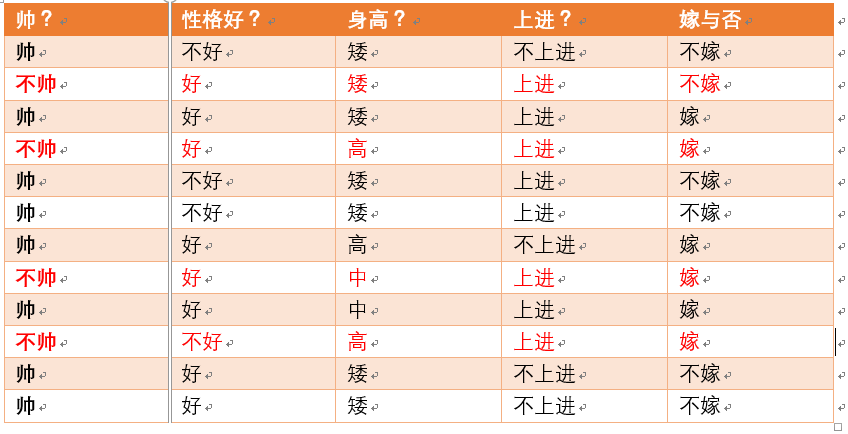 帅？ 性格好？ 身高？ 上进？ 嫁与否
帅 不好 矮 不上进 不嫁
不帅 好 矮 上进 不嫁
帅 好 矮 上进 嫁
不帅 好 高 上进 嫁
帅 不好 矮 上进 不嫁
帅 不好 矮 上进 不嫁
帅 好 高 不上进 嫁
不帅 好 中 上进 嫁
帅 好 中 上进 嫁
不帅 不好 高 上进 嫁
帅 好 矮 不上进 不嫁
帅 好 矮 不上进 不嫁